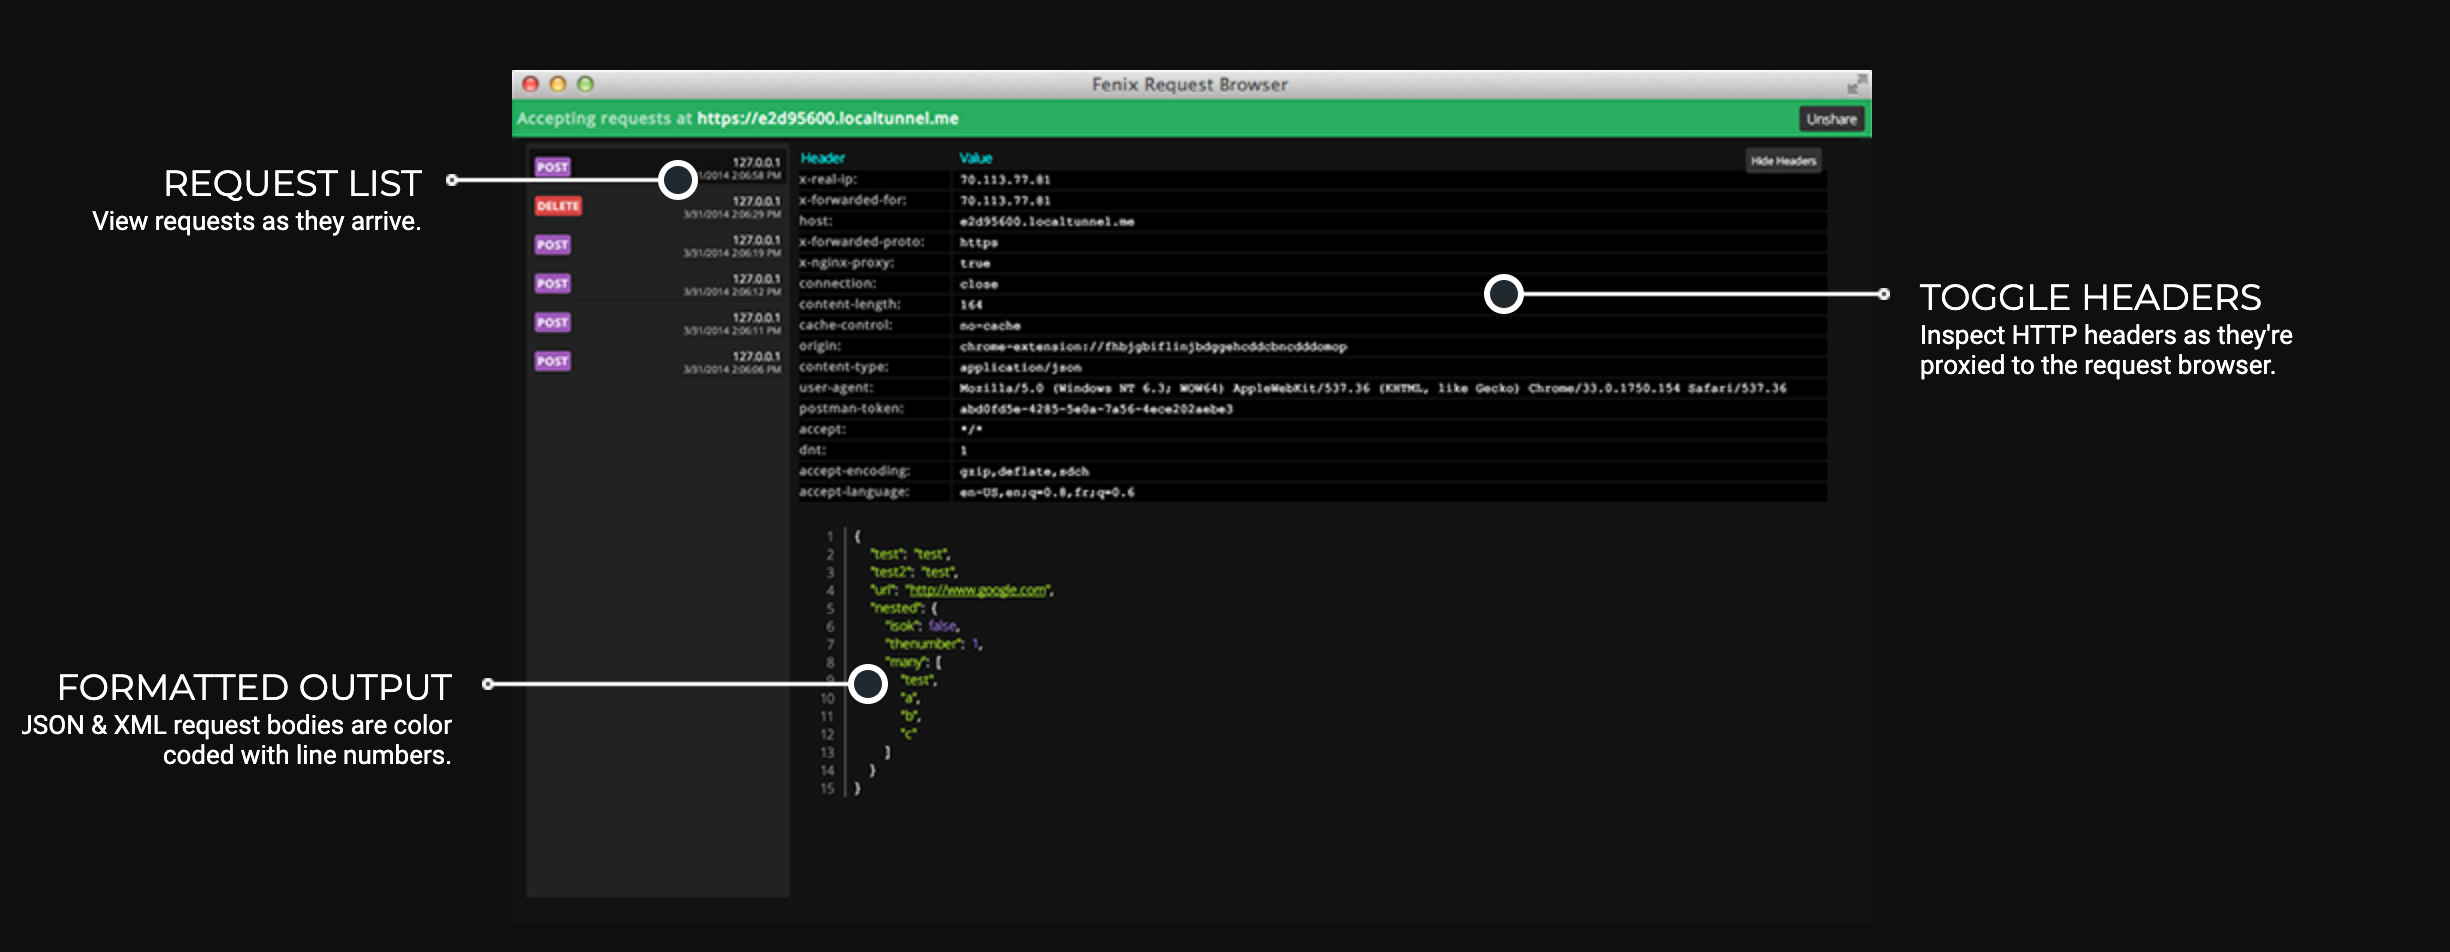 Fenix Request Browser
Accepting requests at https://e2d95600.localtunnel.me
Unshare
REQUEST LIST
View requests as they arrive.
POST 127.0.0.1
1/2014 2:06:58 PM
DELETE 127.0.0.1
3/31/2014 2:06:29 PM
POST 127.0.0.1
3/31/2014 2:06:19 PM
POST 127.0.0.1
3/31/2014 2:06:12 PM
POST 127.0.0.1
3/31/2014 2:06:11 PM
POST 127.0.0.1
3/31/2014 2:06:06 PM
Header Value
Hide Headers
x-real-ip: 70.113.77.81
x-forwarded-for: 70.113.77.81
host: e2d95600.localtunnel.me
x-forwarded-proto: https
x-nginx-proxy: true
connection: close
content-length: 164
cache-control: no-cache
origin: chrome-extension://fhbjgbiflinjbdggehcddcbncdddomop
content-type: application/json
user-agent: Mozilla/5.0 (Windows NT 6.3; WOW64) AppleWebKit/537.36 (KHTML, like Gecko) Chrome/33.0.1750.154 Safari/537.36
postman-token: abd0fd5e-4285-5e0a-7a56-4ece202aebe3
accept: */*
dnt: 1
accept-encoding: gzip,deflate,sdch
accept-language: en-US,en;q=0.8,fr;q=0.6
TOGGLE HEADERS
Inspect HTTP headers as they're
proxied to the request browser.
1 {
2 "test": "test",
3 "test2": "test",
4 "url": "http://www.google.com",
5 "nested": {
6 "isok": false,
7 "thenumber": 1,
8 "many": [
9 "test",
10 "a",
11 "b",
12 "c"
13 ]
14 }
15 }
FORMATTED OUTPUT
JSON & XML request bodies are color
coded with line numbers.